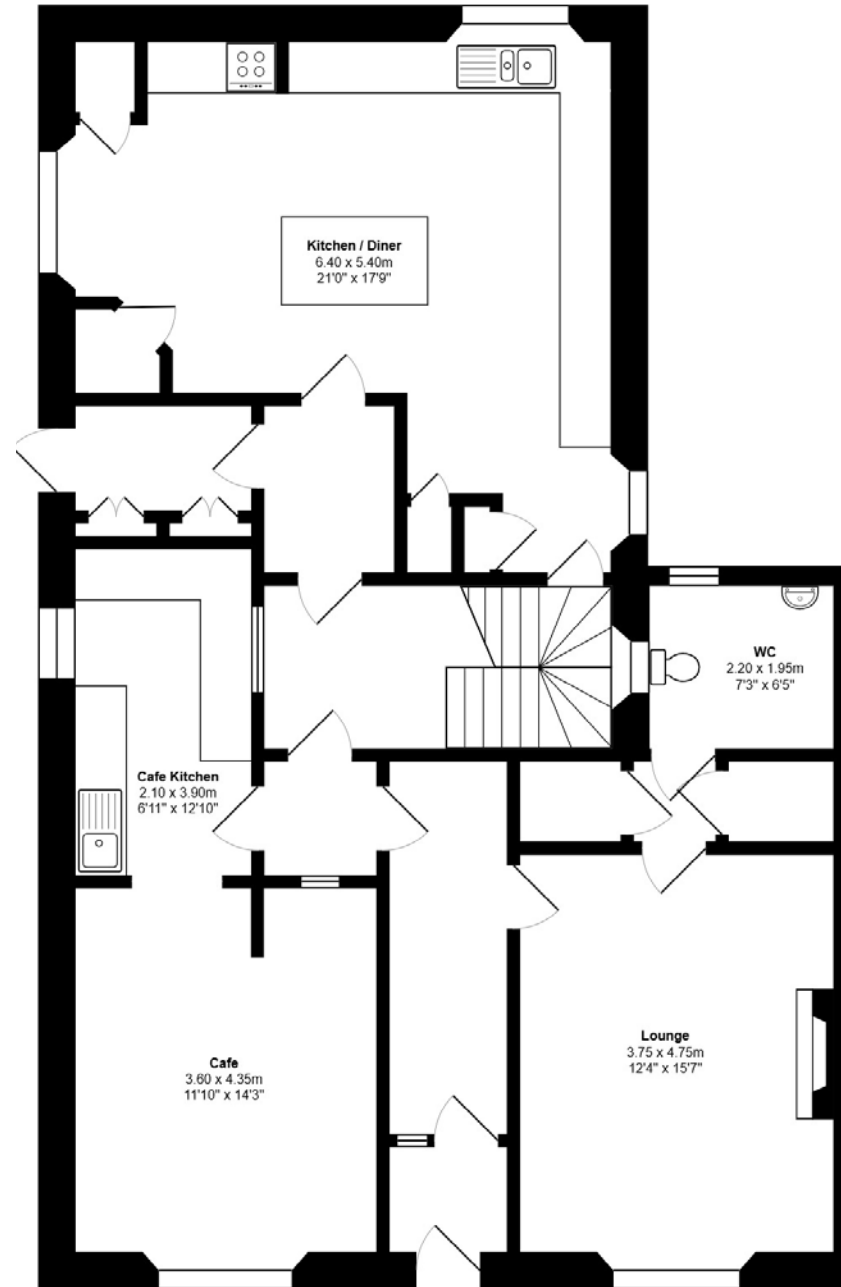 Kitchen / Diner
6.40 x 5.40m
21'0" x 17'9"
WC
2.20 x 1.95m
7'3" x 6'5"
Cafe Kitchen
2.10 x 3.90m
6'11" x 12'10"
Lounge
3.75 x 4.75m
12'4" x 15'7"
Cafe
3.60 x 4.35m
11'10" x 14'3"